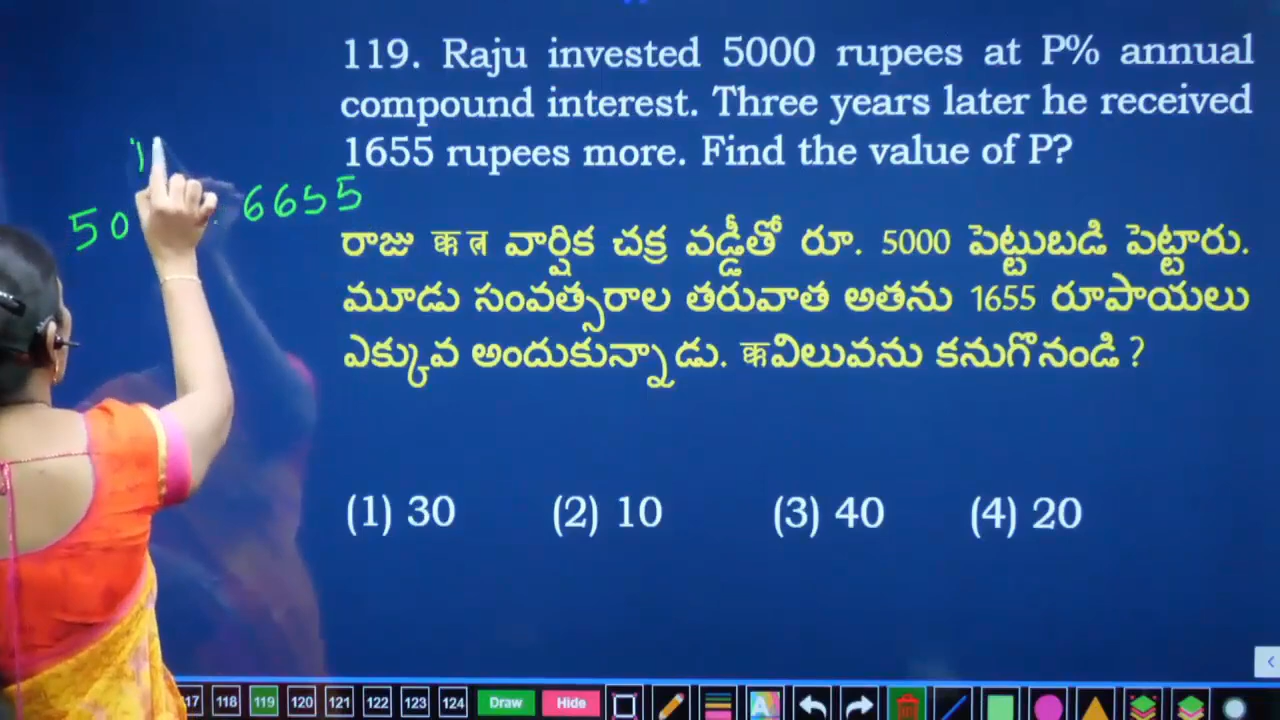 119. Raju invested 5000 rupees at P% annual
compound interest. Three years later he received
1655 rupees more. Find the value of P?
50 6655
రాజు क्क त्न వార్షిక చక్ర వడ్డీతో రూ. 5000 పెట్టుబడి పెట్టారు.
మూడు సంవత్సరాల తరువాత అతను 1655 రూపాయలు
ఎక్కువ అందుకున్నాడు. क्कవిలువను కనుగొనండి ?
(1) 30 (2) 10 (3) 40 (4) 20
17 118 119 120 121 122 123 124 Draw Hide